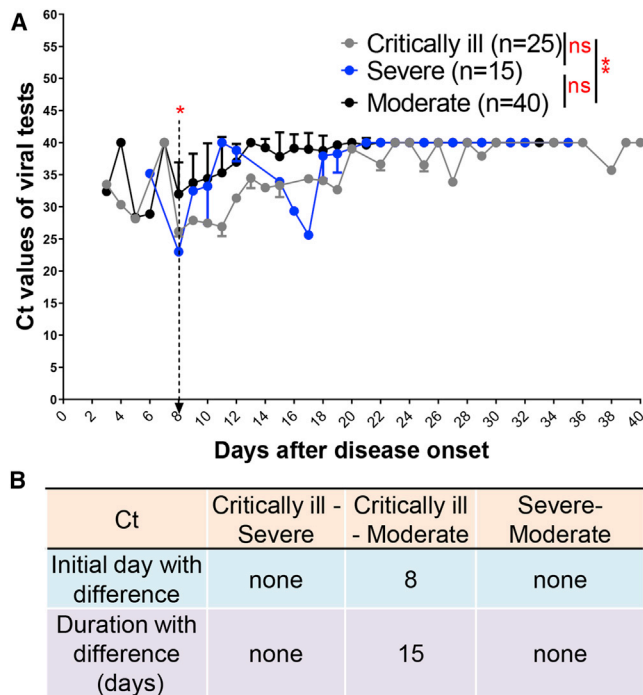 A
Critically ill (n=25)
Severe (n=15)
Moderate (n=40)
ns
ns
**
*
Ct values of viral tests
60
55
50
45
40
35
30
25
20
15
10
5
0
0 2 4 6 8 10 12 14 16 18 20 22 24 26 28 30 32 34 36 38 40
Days after disease onset
B
Ct
Critically ill -
Severe
Critically ill
- Moderate
Severe-
Moderate
Initial day with
difference
none
8
none
Duration with
difference
(days)
none
15
none